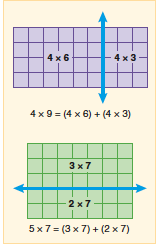 4 × 6 4 × 3
4 × 9 = (4 × 6) + (4 × 3)
3 × 7
2 × 7
5 × 7 = (3 × 7) + (2 × 7)